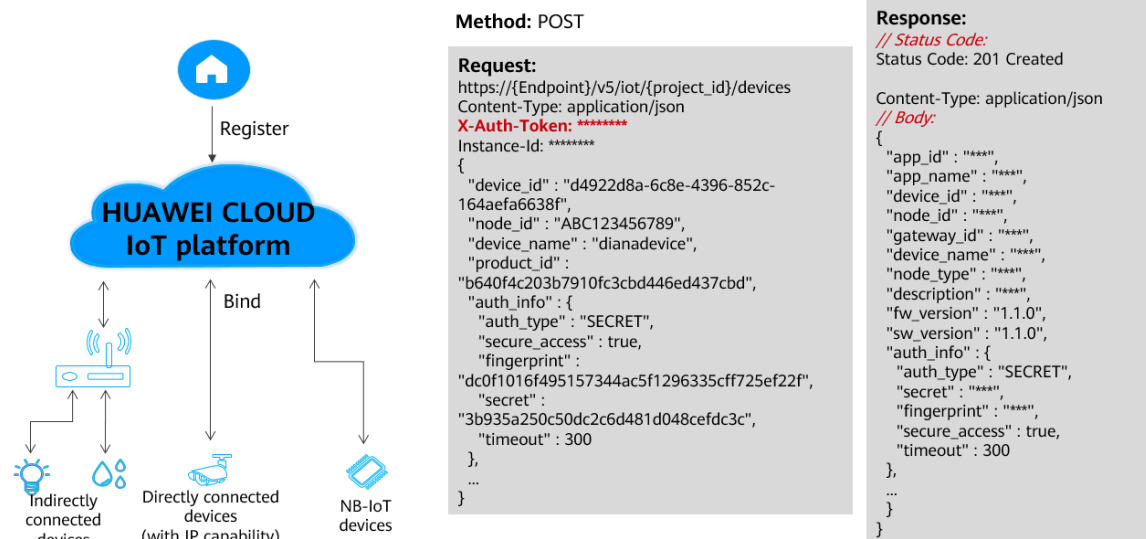 Register
HUAWEI CLOUD
IoT platform
Bind
Indirectly
connected
devices
Directly connected
devices
(with IP capability)
NB-IoT
devices
Method: POST
Request:
https://{Endpoint}/v5/iot/{project_id}/devices
Content-Type: application/json
X-Auth-Token: ********
Instance-Id: ********
{
"device_id" : "d4922d8a-6c8e-4396-852c-
164aefa6638f",
"node_id" : "ABC123456789",
"device_name" : "dianadevice",
"product_id" :
"b640f4c203b7910fc3cbd446ed437cbd",
"auth_info" : {
"auth_type" : "SECRET",
"secure_access" : true,
"fingerprint" :
"dc0f1016f495157344ac5f1296335cff725ef22f",
"secret" :
"3b935a250c50dc2c6d481d048cefdc3c",
"timeout" : 300
},
...
}
Response:
// Status Code:
Status Code: 201 Created
Content-Type: application/json
// Body:
{
"app_id" : "***",
"app_name" : "***",
"device_id" : "***",
"node_id" : "***",
"gateway_id" : "***",
"device_name" : "***",
"node_type" : "***",
"description" : "***",
"fw_version" : "1.1.0",
"sw_version" : "1.1.0",
"auth_info" : {
"auth_type" : "SECRET",
"secret" : "***",
"fingerprint" : "***",
"secure_access" : true,
"timeout" : 300
},
...
}
}